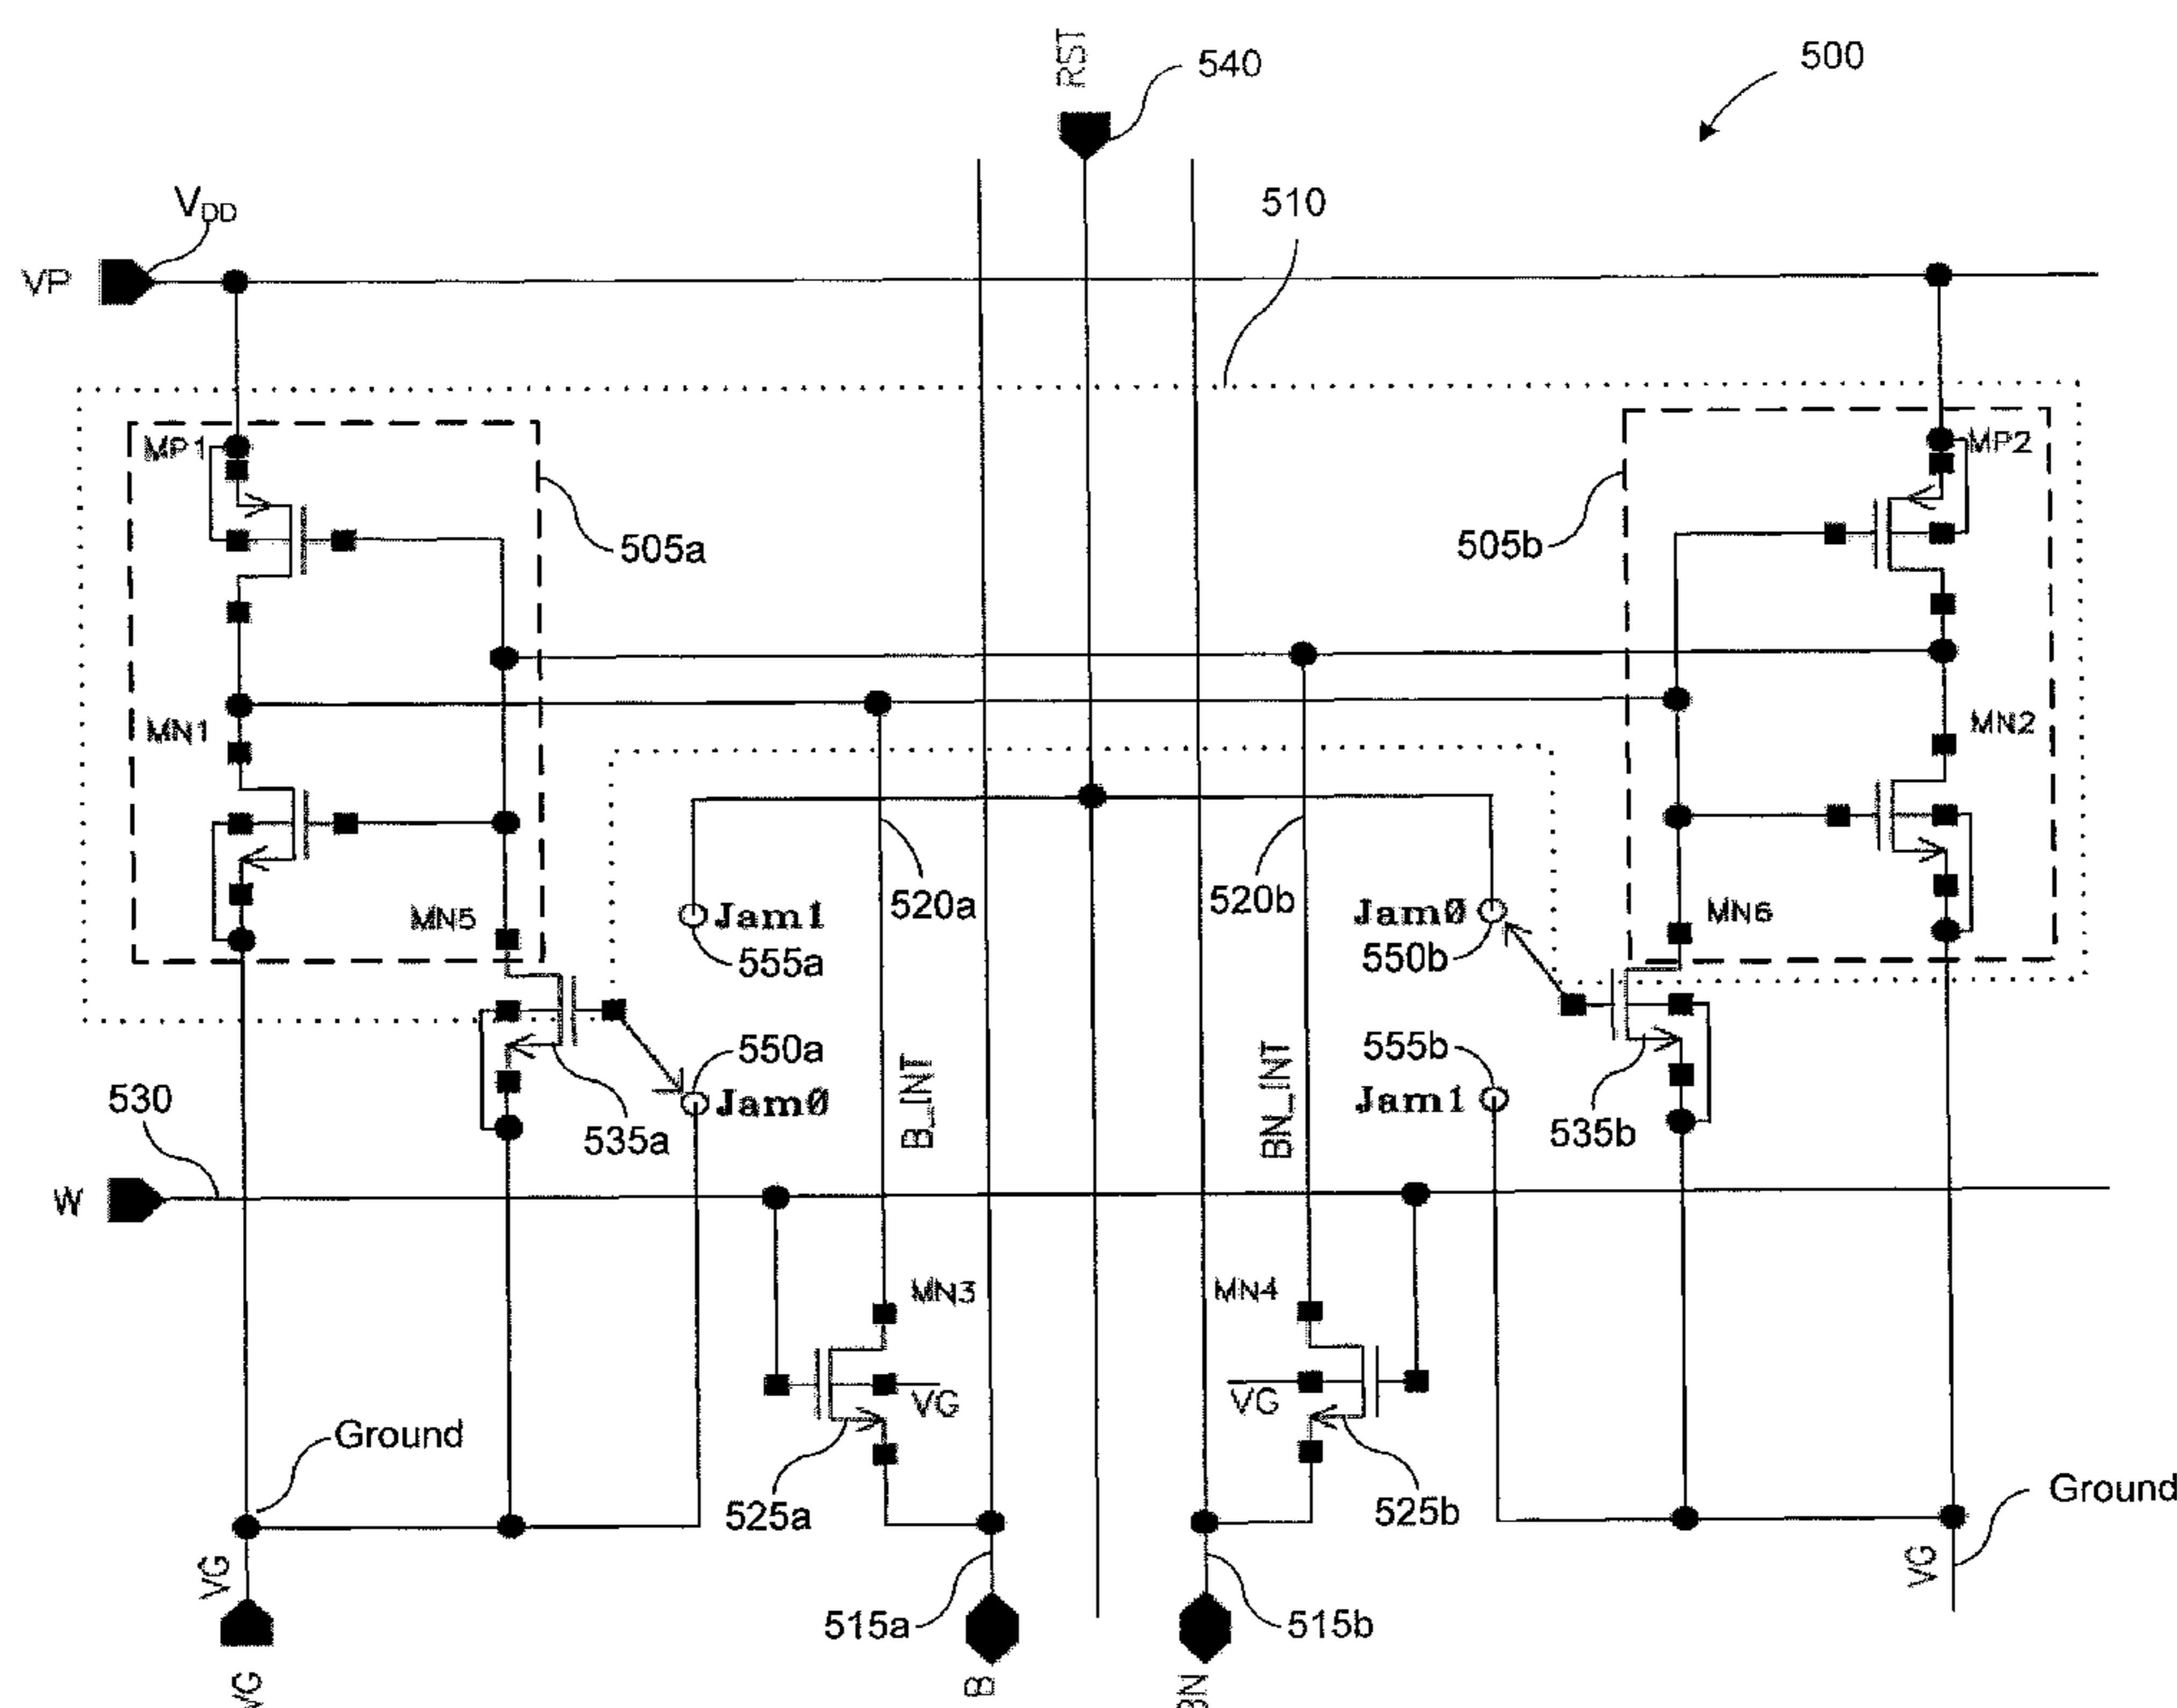 RST
540
500
VDD
510
VP
MP1
MP2
505a
505b
MN1
MN2
520a
520b
MN5
Jam1
Jam0
MN6
555a
550b
550a
555b
Jam0
Jam1
530
535a
535b
B_INT
BN_INT
W
MN3
MN4
VG
VG
Ground
525a
525b
Ground
VG
VG
515a
515b
VG
B
BN